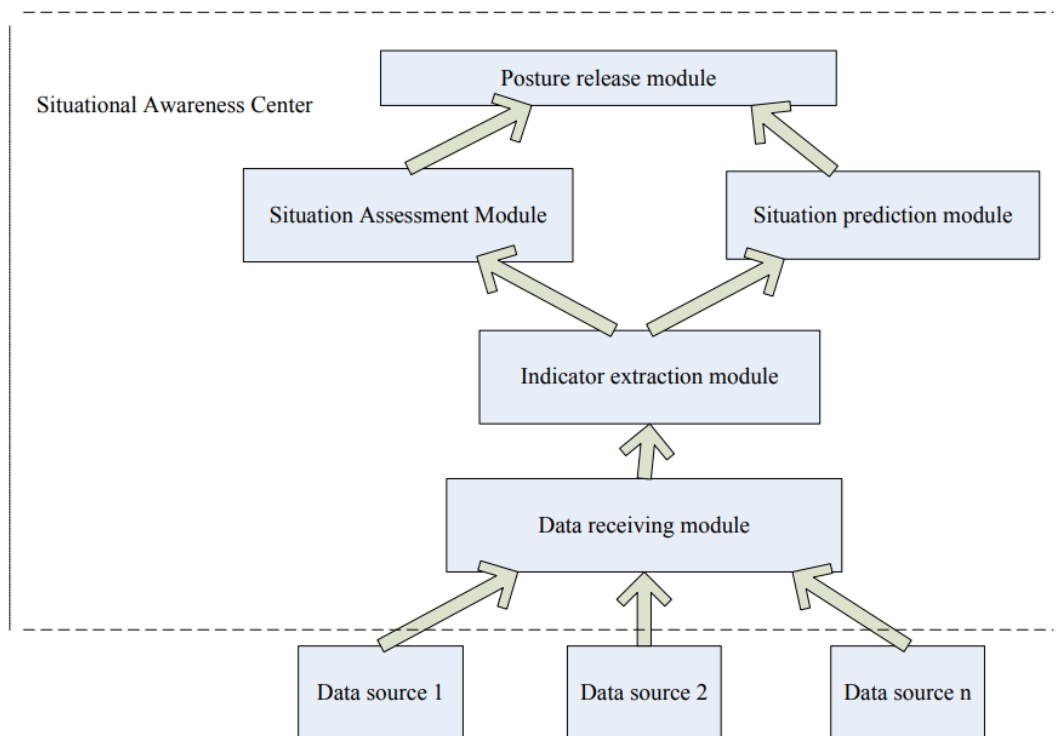 Posture release module
Situational Awareness Center
Situation Assessment Module
Situation prediction module
Indicator extraction module
Data receiving module
Data source 1
Data source 2
Data source n